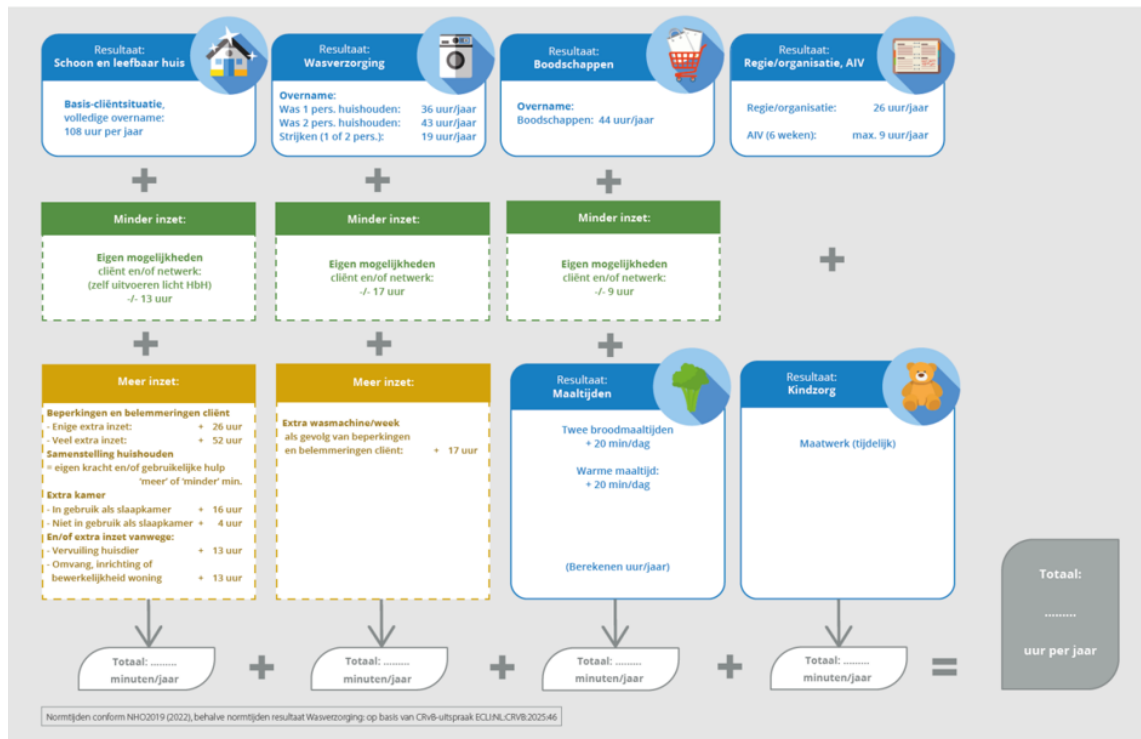 Resultaat:
Schoon en leefbaar huis
Basis-cliëntsituatie,
volledige overname:
108 uur per jaar
Resultaat:
Wasverzorging
Overname:
Was 1 pers. huishouden: 36 uur/jaar
Was 2 pers. huishouden: 43 uur/jaar
Strijken (1 of 2 pers.): 19 uur/jaar
Resultaat:
Boodschappen
Overname:
Boodschappen: 44 uur/jaar
Resultaat:
Regie/organisatie, AIV
Regie/organisatie: 26 uur/jaar
AIV (6 weken): max. 9 uur/jaar
+
+
+
Minder inzet:
Eigen mogelijkheden
cliënt en/of netwerk:
(zelf uitvoeren licht HbH)
-/- 13 uur
Minder inzet:
Eigen mogelijkheden
cliënt en/of netwerk:
-/- 17 uur
Minder inzet:
Eigen mogelijkheden
cliënt en/of netwerk:
-/- 9 uur
+
+
+
+
Meer inzet:
Beperkingen en belemmeringen cliënt
- Enige extra inzet: + 26 uur
- Veel extra inzet: + 52 uur
Samenstelling huishouden
= eigen kracht en/of gebruikelijke hulp
'meer' of 'minder' min.
Extra kamer
- In gebruik als slaapkamer + 16 uur
- Niet in gebruik als slaapkamer + 4 uur
En/of extra inzet vanwege:
- Vervuiling huisdier + 13 uur
- Omvang, inrichting of
bewerkelijkheid woning + 13 uur
Meer inzet:
Extra wasmachine/week
als gevolg van beperkingen
en belemmeringen cliënt: + 17 uur
Resultaat:
Maaltijden
Twee broodmaaltijden
+ 20 min/dag
Warme maaltijd:
+ 20 min/dag
(Berekenen uur/jaar)
Resultaat:
Kindzorg
Maatwerk (tijdelijk)
Totaal: ..........
minuten/jaar
+
Totaal: .........
minuten/jaar
+
Totaal: .........
minuten/jaar
+
Totaal: .........
minuten/jaar
=
Totaal:
.........
uur per jaar
Normtijden conform NHO2019 (2022), behalve normtijden resultaat Wasverzorging: op basis van CRvB-uitspraak ECLI:NL:CRVB:2025:46